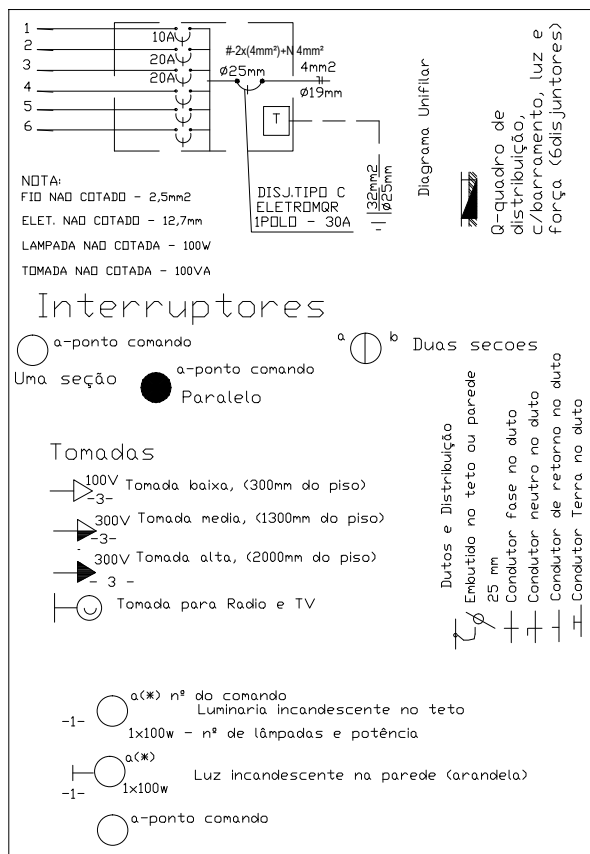 1
2
3
4
5
6
10A
20A
20A
#-2x(4mm²)+N 4mm²
Ø25mm
4mm2
Ø19mm
T
32mm2
Ø25mm
DISJ.TIPO C
ELETROMQR
1POLO - 30A
NOTA:
FIO NAO COTADO - 2,5mm2
ELET. NAO COTADO - 12,7mm
LAMPADA NAO COTADA - 100W
TOMADA NAO COTADA - 100VA
Diagrama Unifilar
Q-quadro de
distribuição,
c/barramento, luz e
força (6disjuntores)
Interruptores
a-ponto comando
Uma seção
a-ponto comando
Paralelo
a
b
Duas secoes
Tomadas
100V
-3-
Tomada baixa, (300mm do piso)
300V
-3-
Tomada media, (1300mm do piso)
300V
- 3 -
Tomada alta, (2000mm do piso)
Tomada para Radio e TV
Dutos e Distribuição
Embutido no teto ou parede
25 mm
Condutor fase no duto
Condutor neutro no duto
Condutor de retorno no duto
Condutor Terra no duto
-1-
a(*) nº do comando
Luminaria incandescente no teto
1x100w - nº de lâmpadas e potência
-1-
a(*)
1x100w
Luz incandescente na parede (arandela)
a-ponto comando